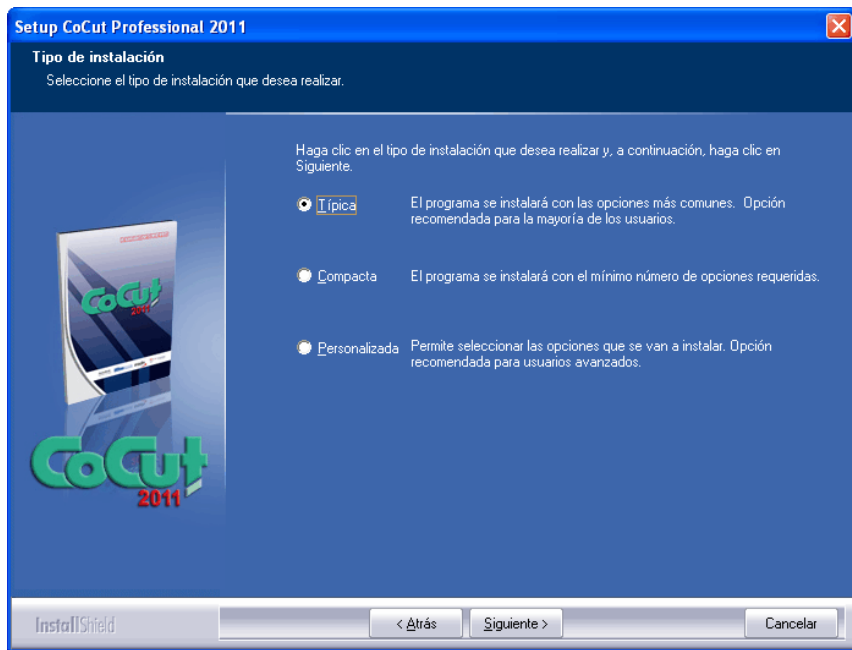 Setup CoCut Professional 2011
Tipo de instalación
Seleccione el tipo de instalación que desea realizar.
Haga clic en el tipo de instalación que desea realizar y, a continuación, haga clic en
Siguiente.
Típica
El programa se instalará con las opciones más comunes. Opción
recomendada para la mayoría de los usuarios.
Compacta
El programa se instalará con el mínimo número de opciones requeridas.
Personalizada
Permite seleccionar las opciones que se van a instalar. Opción
recomendada para usuarios avanzados.
CoCut
2011
CoCut
2011
InstallShield
< Atrás
Siguiente >
Cancelar